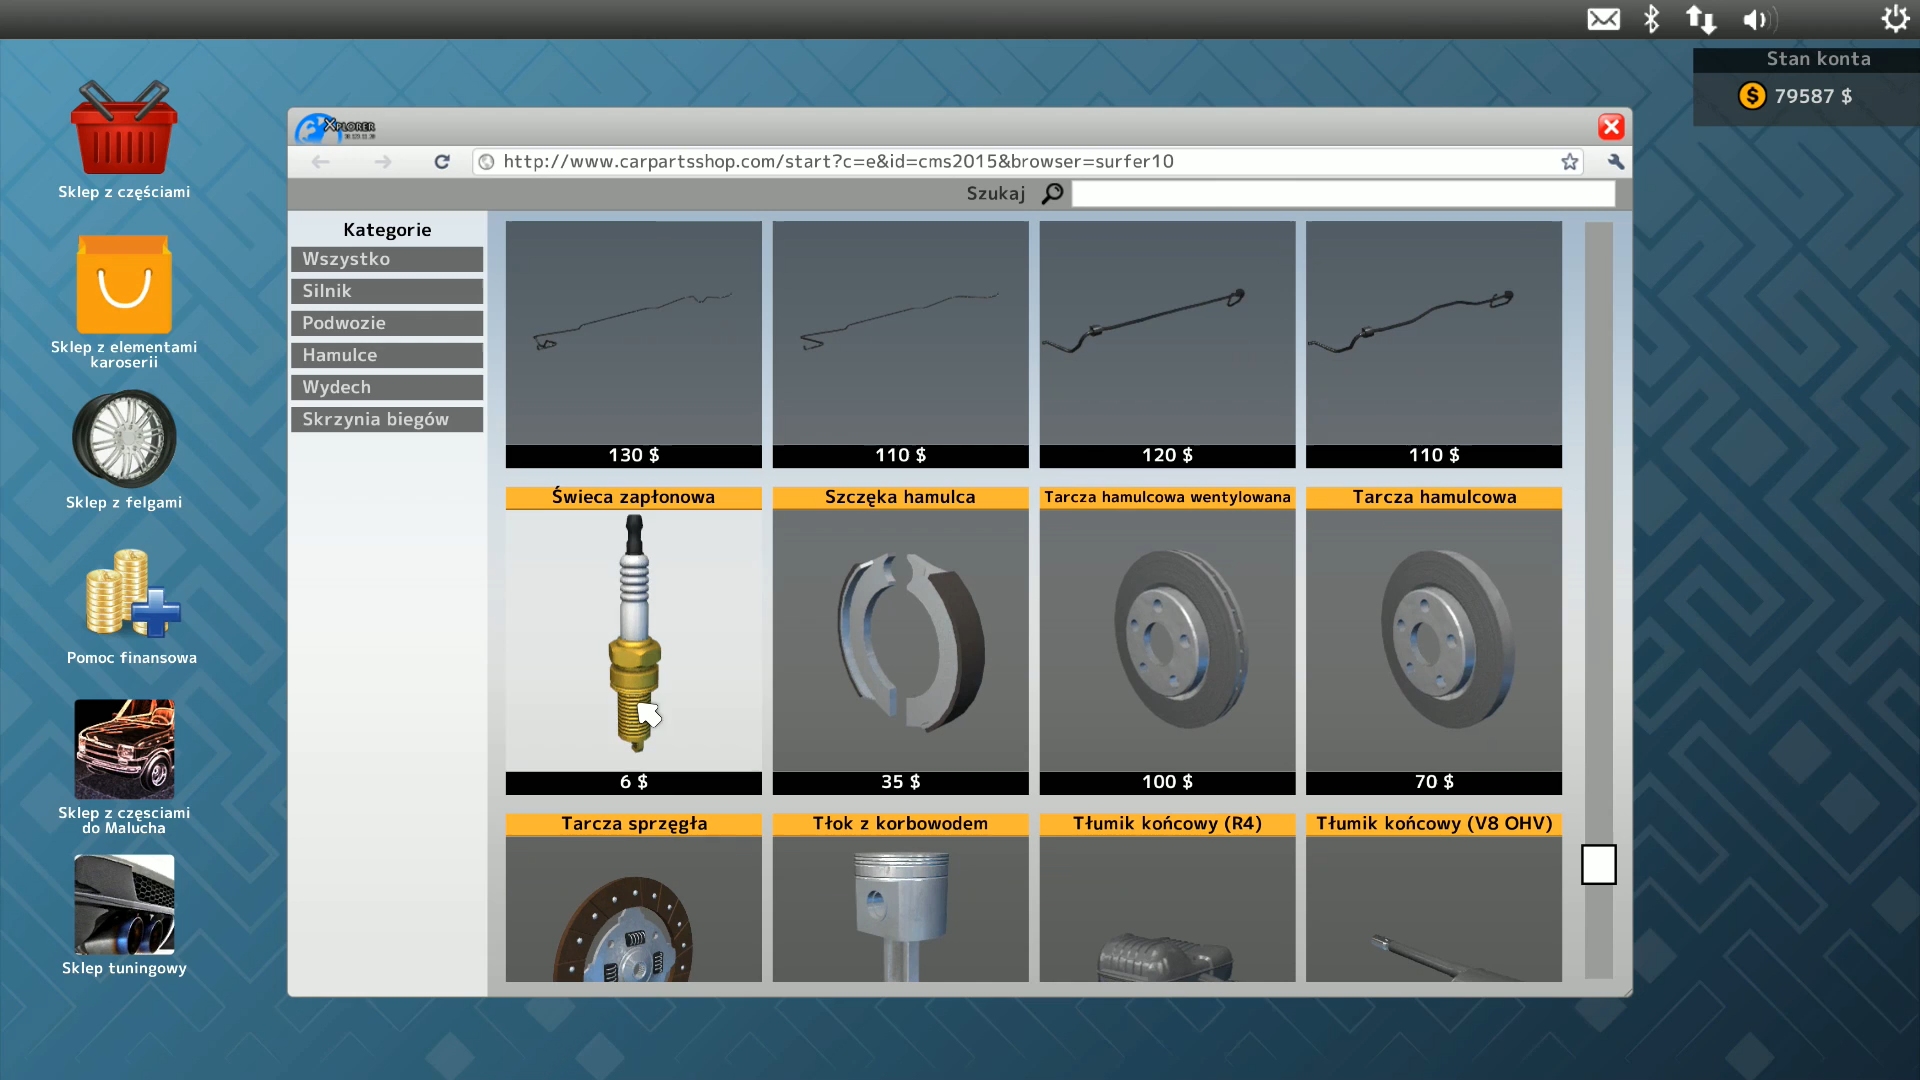 Stan konta
79587 $
Sklep z częściami
Sklep z elementami
karoserii
Sklep z felgami
Pomoc finansowa
Sklep z częsciami
do Malucha
Sklep tuningowy
XPLORER
http://www.carpartsshop.com/start?c=e&id=cms2015&browser=surfer10
Szukaj
Kategorie
Wszystko
Silnik
Podwozie
Hamulce
Wydech
Skrzynia biegów
130 $
110 $
120 $
110 $
Świeca zapłonowa
Szczęka hamulca
Tarcza hamulcowa wentylowana
Tarcza hamulcowa
6 $
35 $
100 $
70 $
Tarcza sprzęgła
Tłok z korbowodem
Tłumik końcowy (R4)
Tłumik końcowy (V8 OHV)